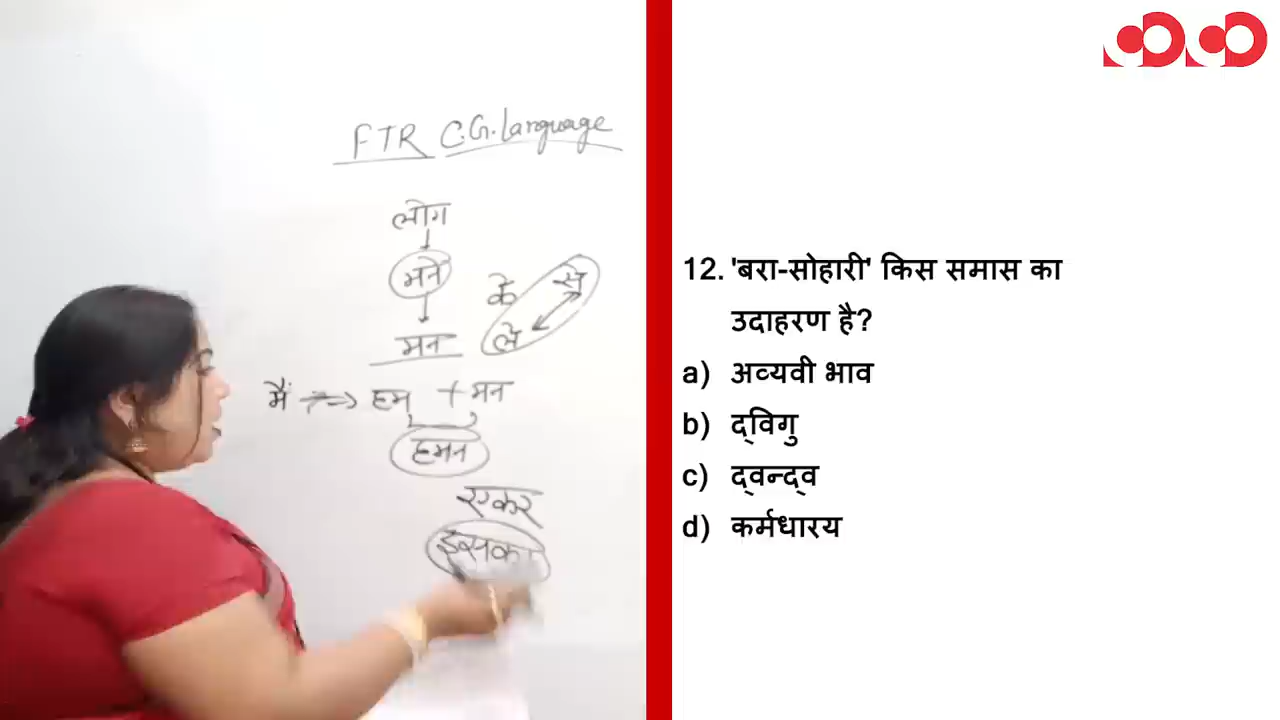 FTR C.G. Language
लोग
मने
के से
ले
मन
मैं हम + मन
हमन
एकर
इसका
12. 'बरा-सोहारी' किस समास का
उदाहरण है?
a) अव्यवी भाव
b) द्विगु
c) द्वन्द्व
d) कर्मधारय